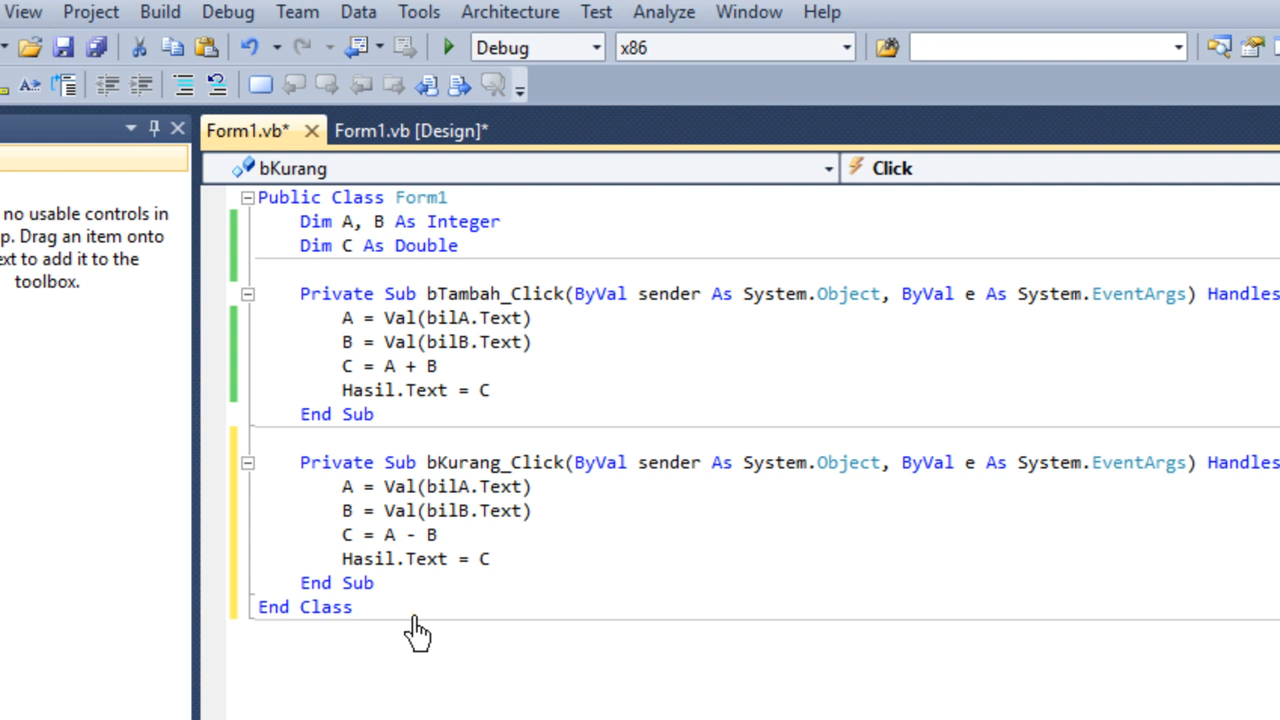 View Project Build Debug Team Data Tools Architecture Test Analyze Window Help
Debug x86
A
Form1.vb* Form1.vb [Design]*
bKurang Click
no usable controls in
p. Drag an item onto
ext to add it to the
toolbox.
Public Class Form1
Dim A, B As Integer
Dim C As Double
Private Sub bTambah_Click(ByVal sender As System.Object, ByVal e As System.EventArgs) Handles
A = Val(bilA.Text)
B = Val(bilB.Text)
C = A + B
Hasil.Text = C
End Sub
Private Sub bKurang_Click(ByVal sender As System.Object, ByVal e As System.EventArgs) Handles
A = Val(bilA.Text)
B = Val(bilB.Text)
C = A - B
Hasil.Text = C
End Sub
End Class